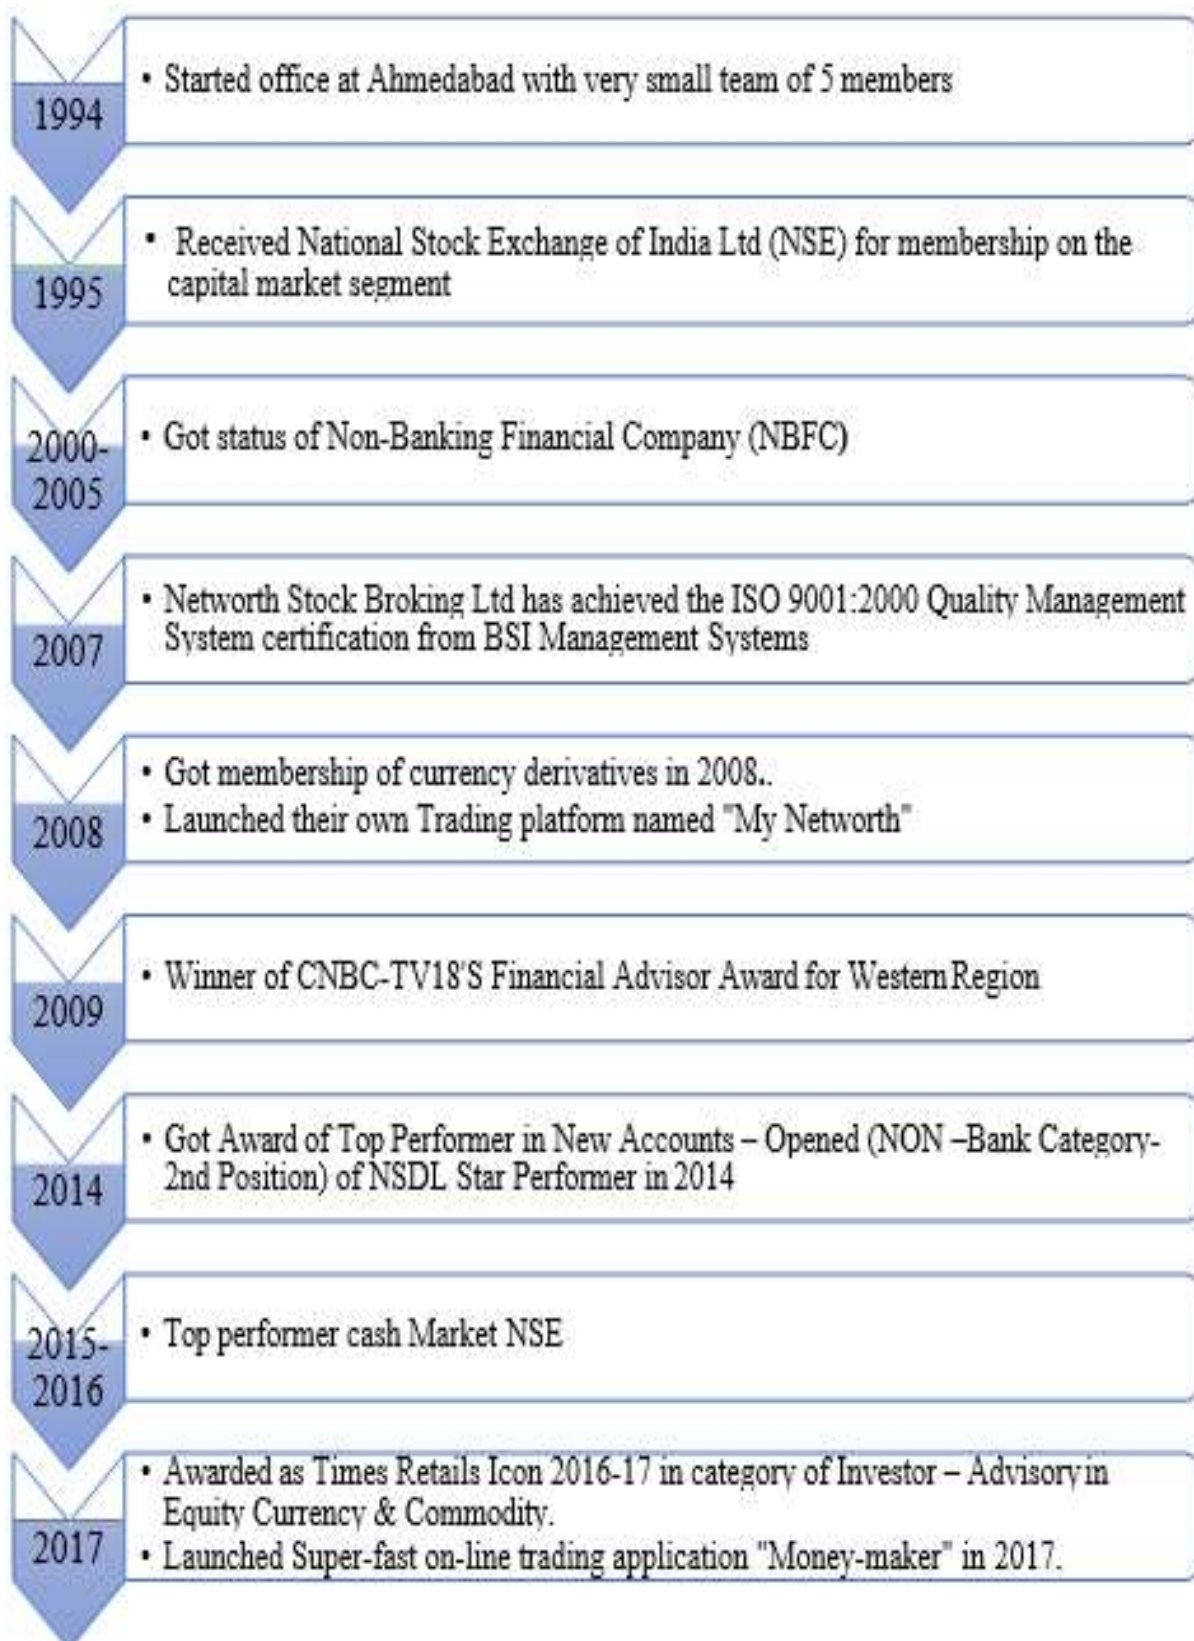 1994
• Started office at Ahmedabad with very small team of 5 members
1995
• Received National Stock Exchange of India Ltd (NSE) for membership on the
capital market segment
2000-
2005
• Got status of Non-Banking Financial Company (NBFC)
2007
• Networth Stock Broking Ltd has achieved the ISO 9001:2000 Quality Management
System certification from BSI Management Systems
2008
• Got membership of currency derivatives in 2008..
• Launched their own Trading platform named "My Networth"
2009
• Winner of CNBC-TV18'S Financial Advisor Award for Western Region
2014
• Got Award of Top Performer in New Accounts – Opened (NON –Bank Category-
2nd Position) of NSDL Star Performer in 2014
2015-
2016
• Top performer cash Market NSE
2017
• Awarded as Times Retails Icon 2016-17 in category of Investor – Advisory in
Equity Currency & Commodity.
• Launched Super-fast on-line trading application "Money-maker" in 2017.